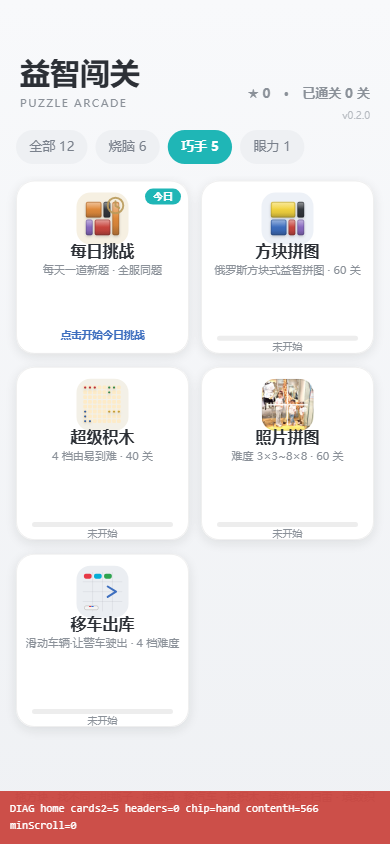 益智闯关
PUZZLE ARCADE
★ 0 • 已通关 0 关
v0.2.0
全部 12
烧脑 6
巧手 5
眼力 1
今日
每日挑战
每天一道新题 · 全服同题
点击开始今日挑战
方块拼图
俄罗斯方块式益智拼图 · 60 关
未开始
超级积木
4 档由易到难 · 40 关
未开始
照片拼图
难度 3×3~8×8 · 60 关
未开始
移车出库
滑动车辆·让警车驶出 · 4 档难度
未开始
DIAG home cards2=5 headers=0 chip=hand contentH=566
minScroll=0